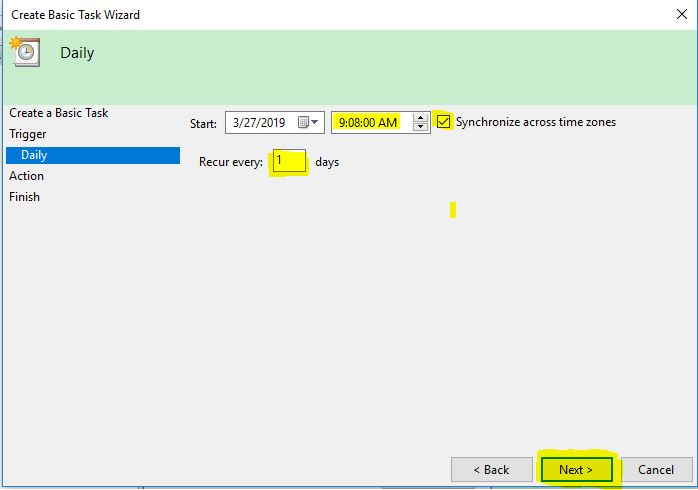 Create Basic Task Wizard
Daily
Create a Basic Task
Trigger
Daily
Action
Finish
Start: 3/27/2019 9:08:00 AM Synchronize across time zones
Recur every: 1 days
< Back Next > Cancel